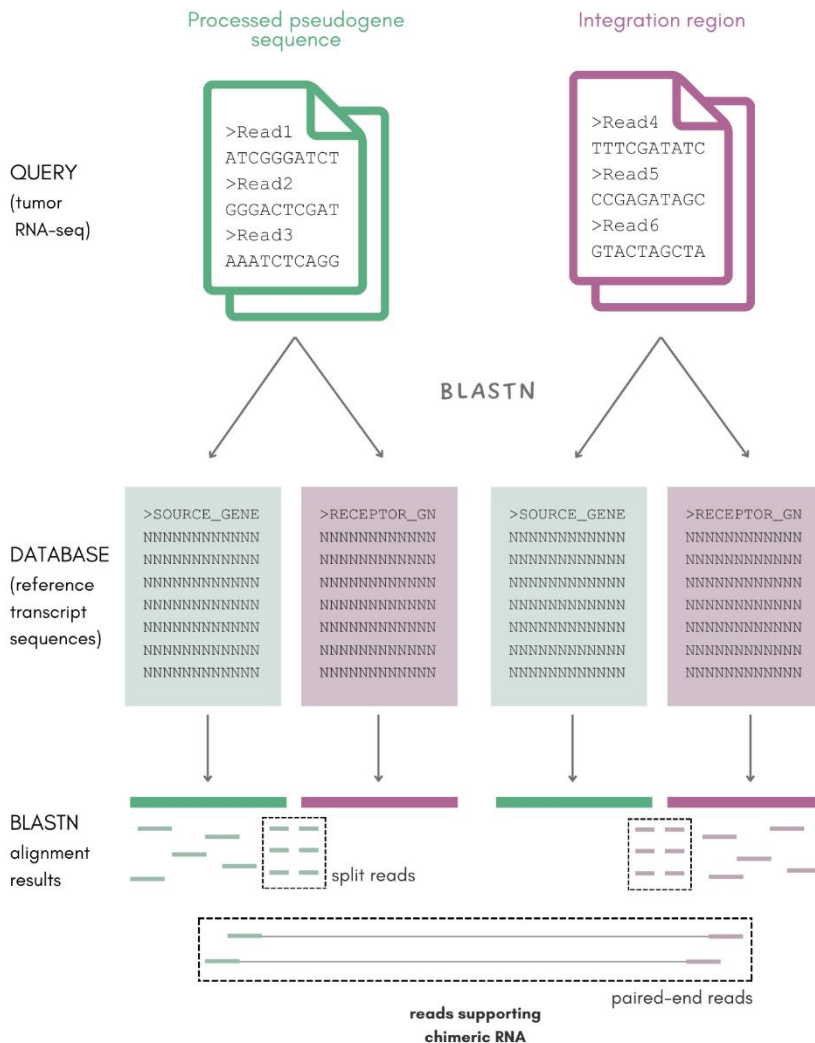 Processed pseudogene
sequence
Integration region
QUERY
(tumor
RNA-seq)
>Read1
ATCGGGATCT
>Read2
GGGACTCGAT
>Read3
AAATCTCAGG
>Read4
TTTCGATATC
>Read5
CCGAGATAGC
>Read6
GTACTAGCTA
BLASTN
DATABASE
(reference
transcript
sequences)
>SOURCE_GENE
NNNNNNNNNNNN
NNNNNNNNNNNN
NNNNNNNNNNNN
NNNNNNNNNNNN
NNNNNNNNNNNN
NNNNNNNNNNNN
NNNNNNNNNNNN
>RECEPTOR_GN
NNNNNNNNNNNN
NNNNNNNNNNNN
NNNNNNNNNNNN
NNNNNNNNNNNN
NNNNNNNNNNNN
NNNNNNNNNNNN
NNNNNNNNNNNN
>SOURCE_GENE
NNNNNNNNNNNN
NNNNNNNNNNNN
NNNNNNNNNNNN
NNNNNNNNNNNN
NNNNNNNNNNNN
NNNNNNNNNNNN
NNNNNNNNNNNN
>RECEPTOR_GN
NNNNNNNNNNNN
NNNNNNNNNNNN
NNNNNNNNNNNN
NNNNNNNNNNNN
NNNNNNNNNNNN
NNNNNNNNNNNN
NNNNNNNNNNNN
BLASTN
alignment
results
split reads
paired-end reads
reads supporting
chimeric RNA